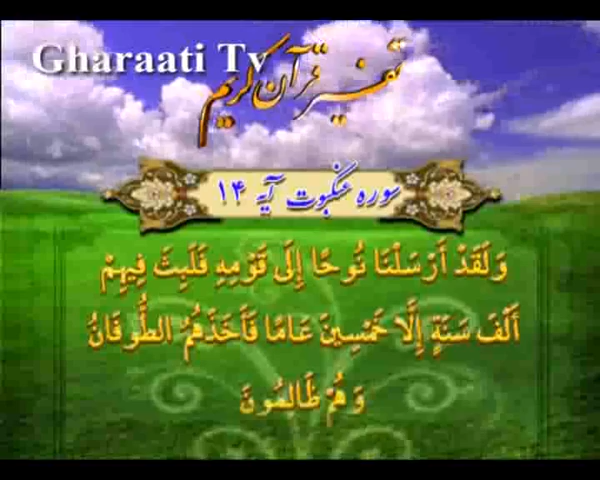 Gharaati Tv
تفسیر قرآن کریم
سوره عنکبوت آیه ۱۴
وَلَقَدْ أَرْسَلْنَا نُوحًا إِلَى قَوْمِهِ فَلَبِثَ فِيهِمْ
أَلْفَ سَنَةٍ إِلَّا خَمْسِينَ عَامًا فَأَخَذَهُمُ الطُّوفَانُ
وَهُمْ ظَالِمُونَ